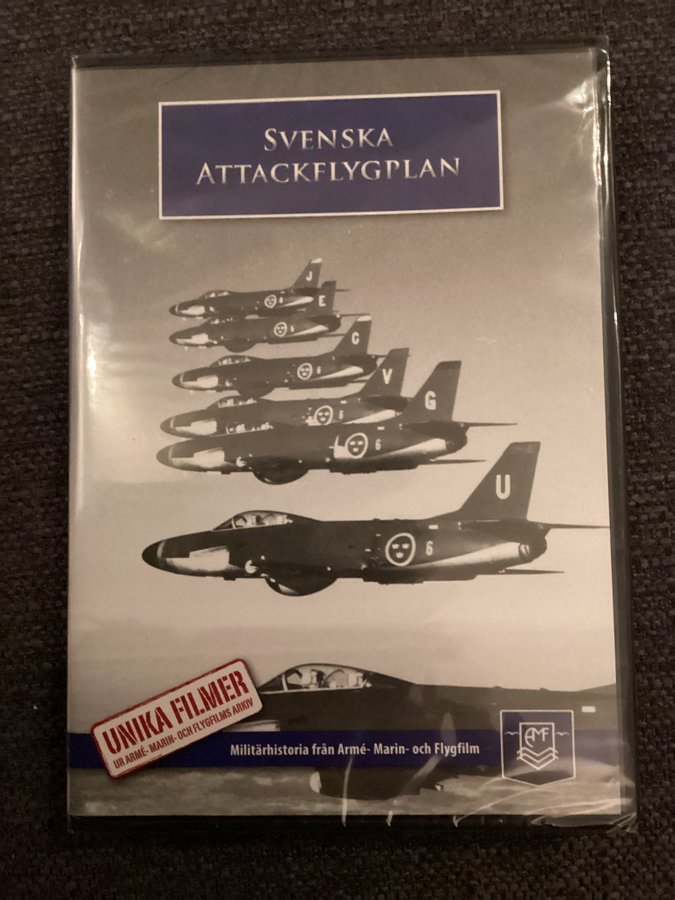 SVENSKA
ATTACKFLYGPLAN
J
E
G
V
G
6
U
6
UNIKA FILMER
UR ARMÉ- MARIN- OCH FLYGFILMS ARKIV
Militärhistoria från Armé- Marin- och Flygfilm
AMF